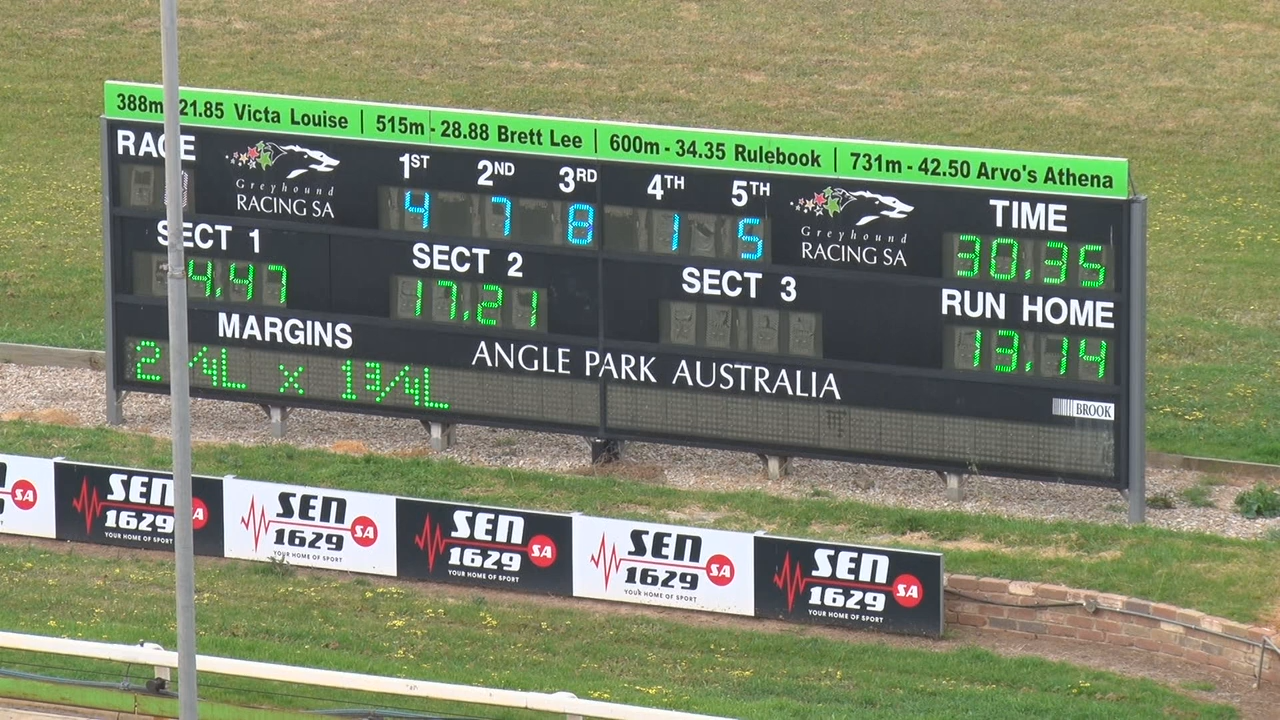 388m 21.85 Victa Louise | 515m - 28.88 Brett Lee | 600m - 34.35 Rulebook | 731m - 42.50 Arvo's Athena
RACE
Greyhound
RACING SA
1ST 2ND 3RD 4TH 5TH
4 7 8 1 5
Greyhound
RACING SA
TIME
30.35
SECT 1
4.47
SECT 2
17.21
SECT 3
RUN HOME
13.14
MARGINS
2 /4L x 1 3/4L
ANGLE PARK AUSTRALIA
BROOK
SA
SEN
1629
SA
YOUR HOME OF SPORT
SEN
1629
SA
YOUR HOME OF SPORT
SEN
1629
SA
YOUR HOME OF SPORT
SEN
1629
SA
YOUR HOME OF SPORT
SEN
1629
SA
YOUR HOME OF SPORT